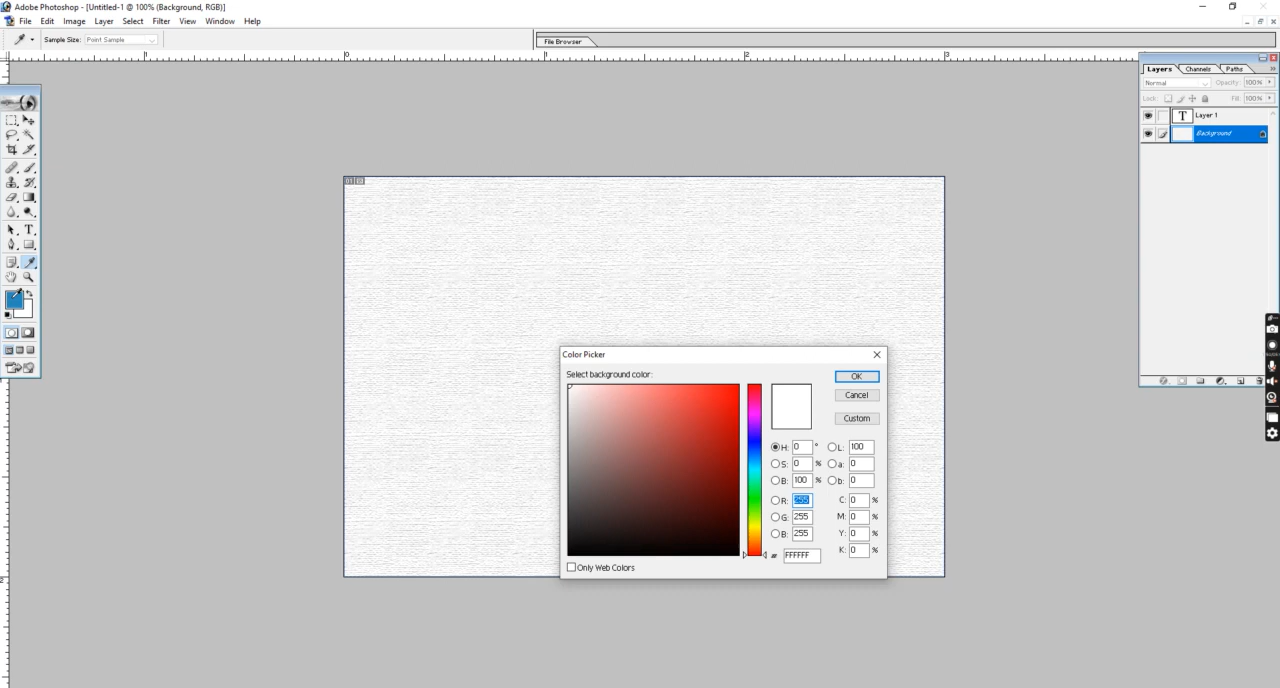 Adobe Photoshop - [Untitled-1 @ 100% (Background, RGB)]
File Edit Image Layer Select Filter View Window Help
Sample Size: Point Sample
File Browser
Layers Channels Paths
Normal Opacity: 100%
Lock: Fill: 100%
T Layer 1
Background
Color Picker
Select background color:
OK
Cancel
Custom
H: 0 ° L: 100
S: 0 % a: 0
B: 100 % b: 0
R: 255 C: 0 %
G: 255 M: 0 %
B: 255 Y: 0 %
K: 0 %
# FFFFFF
Only Web Colors